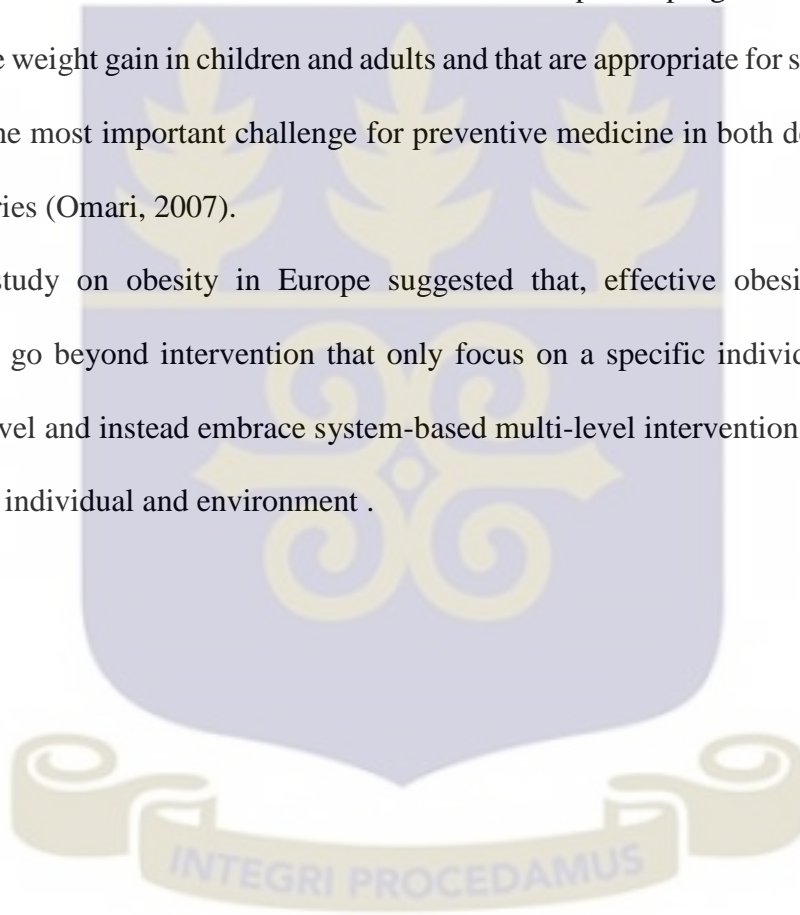 e weight gain in children and adults and that are appropriate for s
ne most important challenge for preventive medicine in both d
ries (Omari, 2007).
study on obesity in Europe suggested that, effective obesi
go beyond intervention that only focus on a specific individ
vel and instead embrace system-based multi-level intervention
individual and environment .
INTEGRI PROCEDAMUS